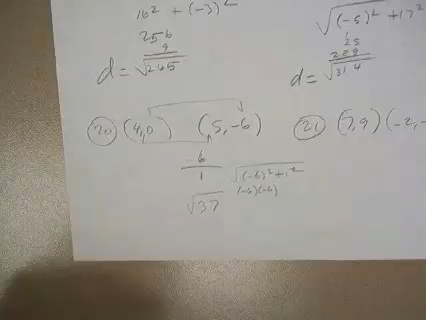 16² + (-3)²
256
9
d = √265
√(-5)² + 17²
25
289
d = √314
20 (4,0) (5,-6)
-6
1
√(-6)² + 1²
(-6)(-6)
√37
21 (7,9) (-2,-